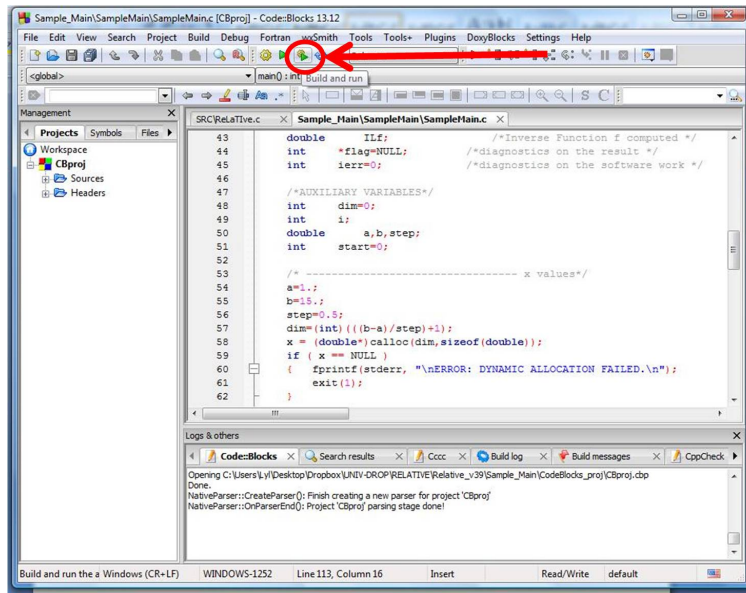 Sample_Main\SampleMain\SampleMain.c [CBproj] - Code::Blocks 13.12
File Edit View Search Project Build Debug Fortran wxSmith Tools Tools+ Plugins DoxyBlocks Settings Help
<global> main() : int
Build and run
Management
Projects Symbols Files
Workspace
CBproj
Sources
Headers
SRC\ReLaTIve.c Sample_Main\SampleMain\SampleMain.c
43 double ILf; /*Inverse Function f computed */
44 int *flag=NULL; /*diagnostics on the result */
45 int ierr=0; /*diagnostics on the software work */
46
47 /*AUXILIARY VARIABLES*/
48 int dim=0;
49 int i;
50 double a,b,step;
51 int start=0;
52
53 /* ---------------------------------- x values*/
54 a=1.;
55 b=15.;
56 step=0.5;
57 dim=(int)(((b-a)/step)+1);
58 x = (double*)calloc(dim,sizeof(double));
59 if ( x == NULL )
60 { fprintf(stderr, "\nERROR: DYNAMIC ALLOCATION FAILED.\n");
61 exit(1);
62 }
Logs & others
Code::Blocks Search results Cccc Build log Build messages CppCheck
Opening C:\Users\Lyl\Desktop\Dropbox\UNIV-DROP\RELATIVE\Relative_v39\Sample_Main\CodeBlocks_proj\CBproj.cbp
Done.
NativeParser::CreateParser(): Finish creating a new parser for project 'CBproj'
NativeParser::OnParserEnd(): Project 'CBproj' parsing stage done!
Build and run the a Windows (CR+LF) WINDOWS-1252 Line 113, Column 16 Insert Read/Write default